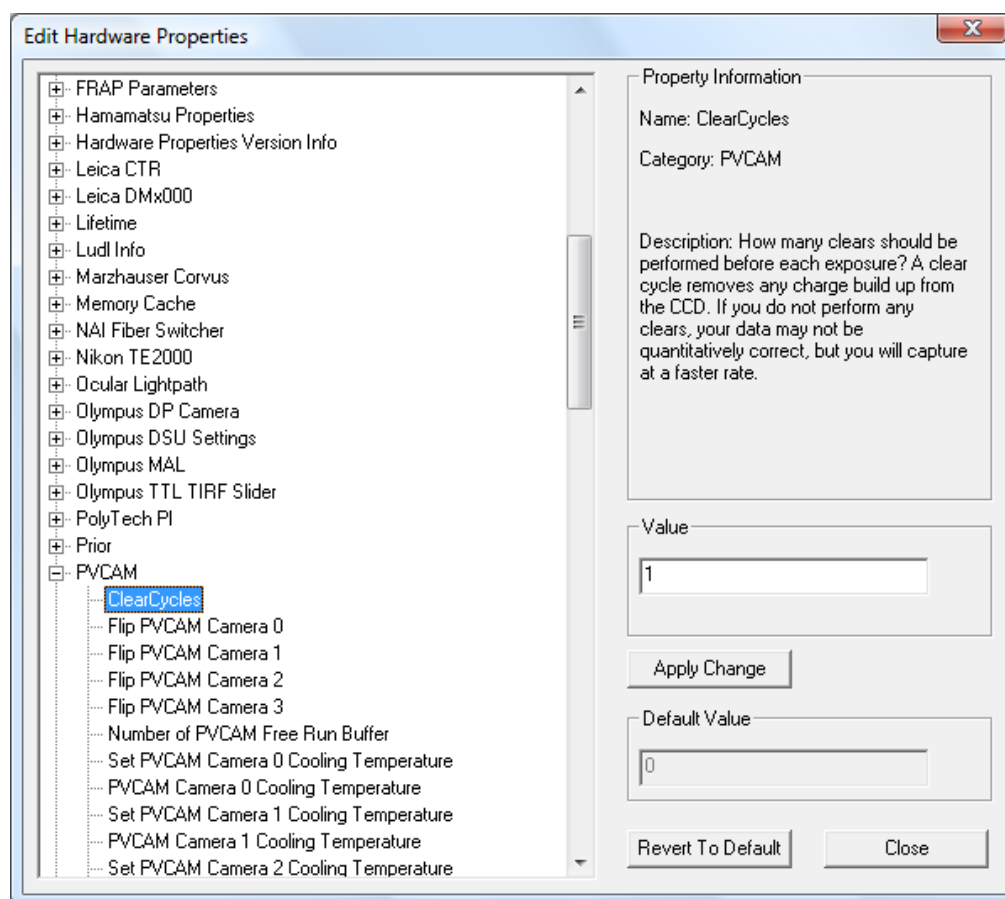 Edit Hardware Properties
FRAP Parameters
Hamamatsu Properties
Hardware Properties Version Info
Leica CTR
Leica DMx000
Lifetime
Ludl Info
Marzhauser Corvus
Memory Cache
NAI Fiber Switcher
Nikon TE2000
Ocular Lightpath
Olympus DP Camera
Olympus DSU Settings
Olympus MAL
Olympus TTL TIRF Slider
PolyTech PI
Prior
PVCAM
ClearCycles
Flip PVCAM Camera 0
Flip PVCAM Camera 1
Flip PVCAM Camera 2
Flip PVCAM Camera 3
Number of PVCAM Free Run Buffer
Set PVCAM Camera 0 Cooling Temperature
PVCAM Camera 0 Cooling Temperature
Set PVCAM Camera 1 Cooling Temperature
PVCAM Camera 1 Cooling Temperature
Set PVCAM Camera 2 Cooling Temperature
Property Information
Name: ClearCycles
Category: PVCAM
Description: How many clears should be
performed before each exposure? A clear
cycle removes any charge build up from
the CCD. If you do not perform any
clears, your data may not be
quantitatively correct, but you will capture
at a faster rate.
Value
1
Apply Change
Default Value
0
Revert To Default
Close